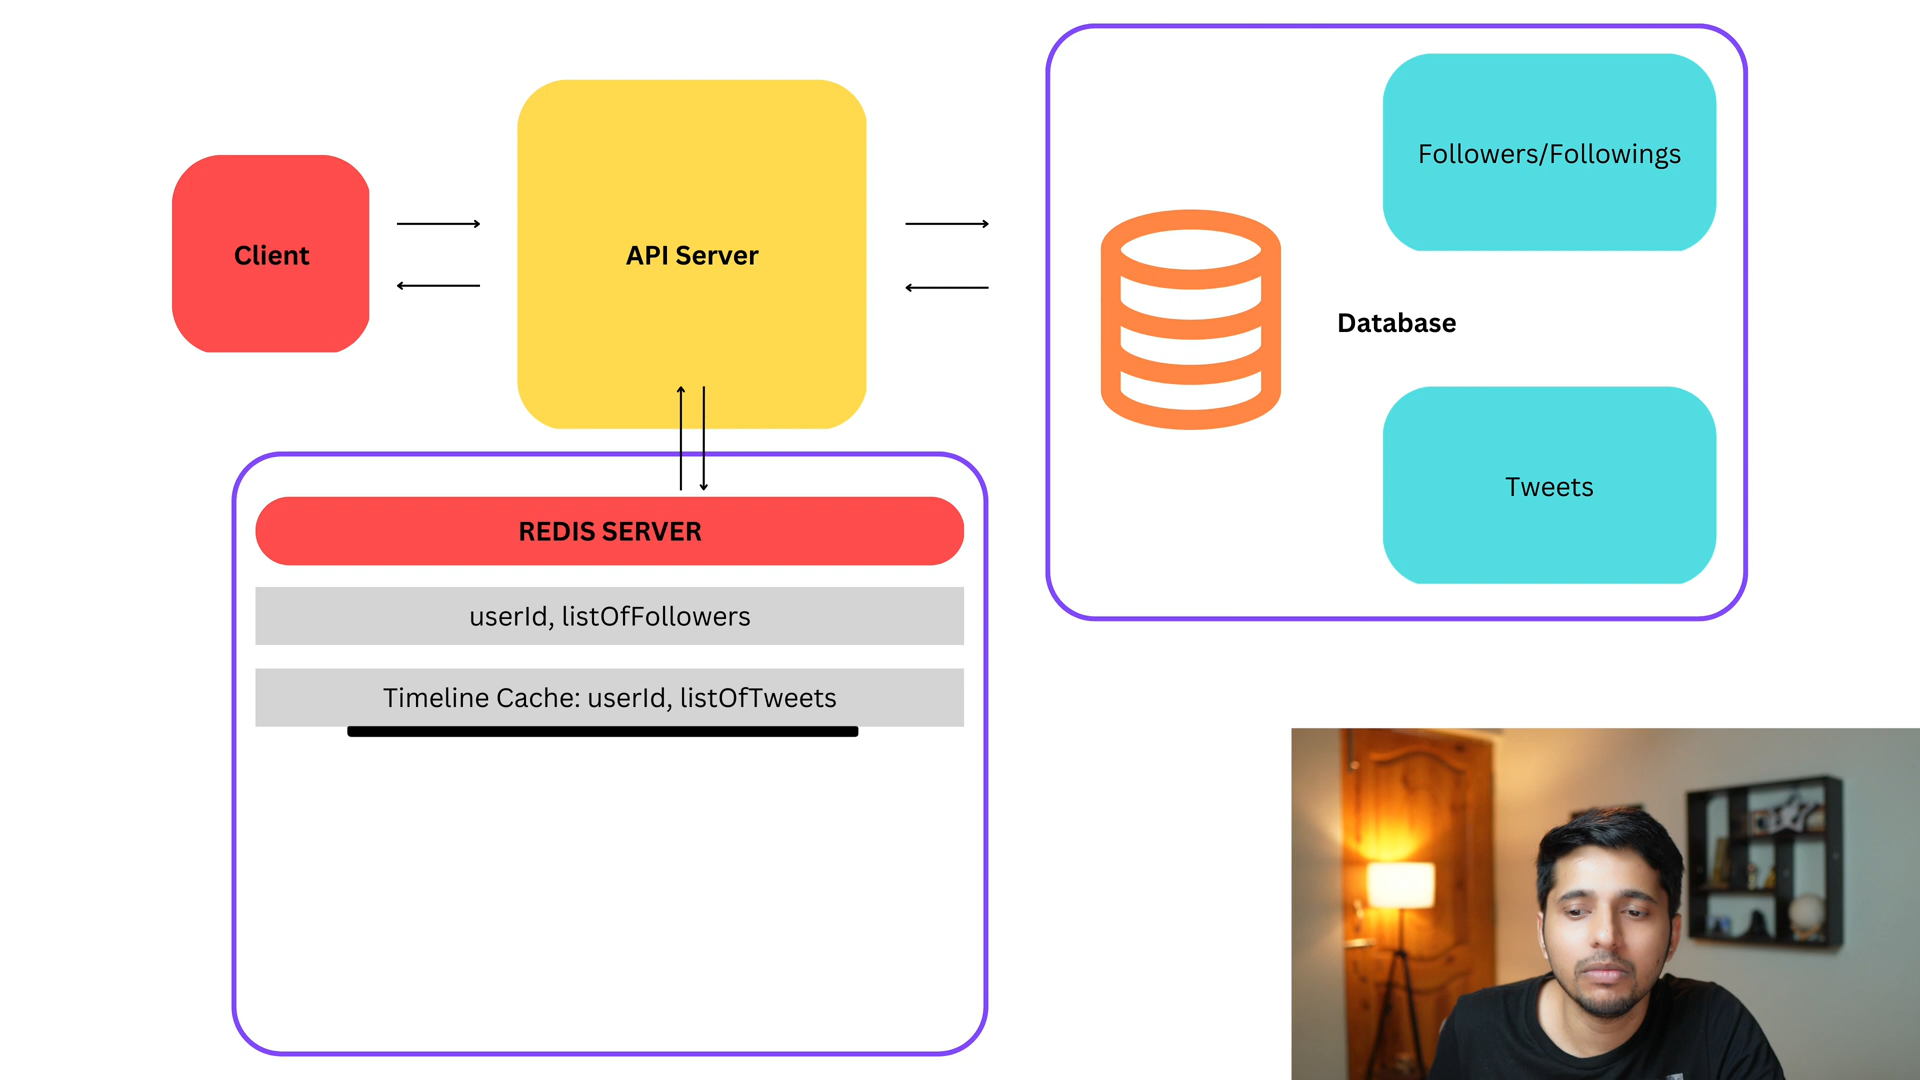 Client
API Server
Followers/Followings
Database
Tweets
REDIS SERVER
userId, listOfFollowers
Timeline Cache: userId, listOfTweets